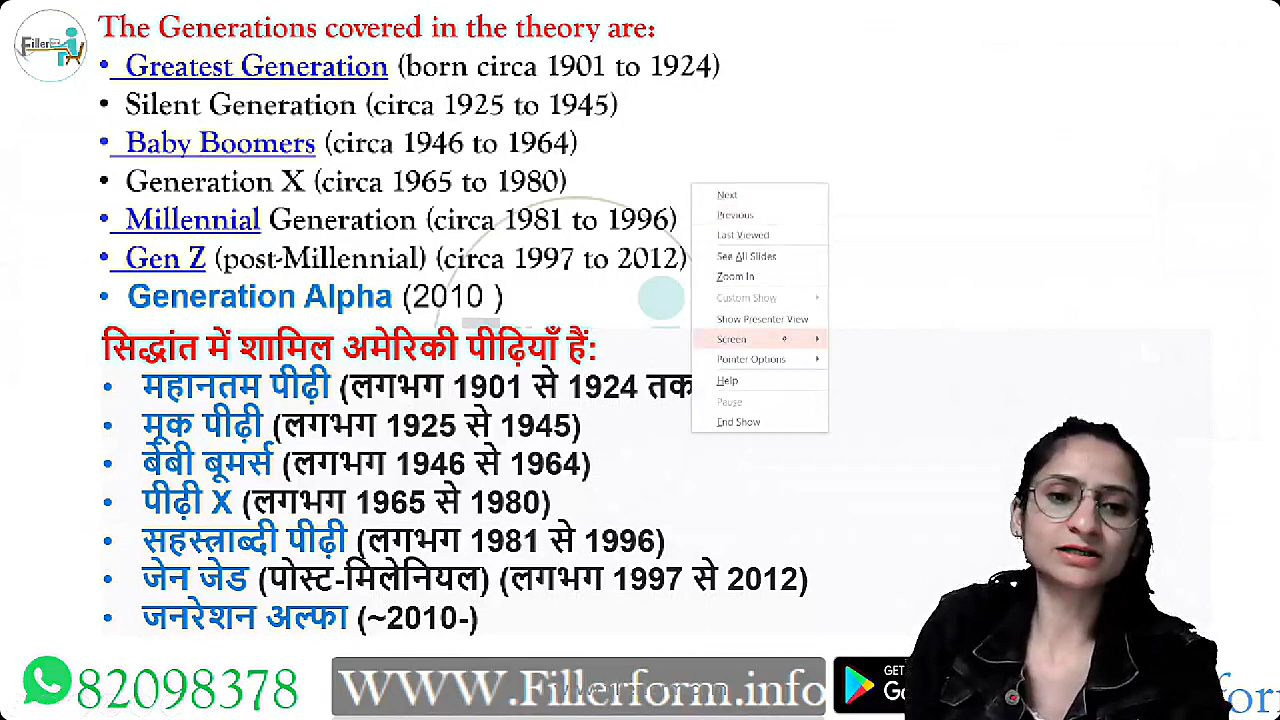 Filler
The Generations covered in the theory are:
• Greatest Generation (born circa 1901 to 1924)
• Silent Generation (circa 1925 to 1945)
• Baby Boomers (circa 1946 to 1964)
• Generation X (circa 1965 to 1980)
• Millennial Generation (circa 1981 to 1996)
• Gen Z (post-Millennial) (circa 1997 to 2012)
• Generation Alpha (2010 )
Next
Previous
Last Viewed
See All Slides
Zoom In
Custom Show
Show Presenter View
Screen
Pointer Options
Help
Pause
End Show
सिद्धांत में शामिल अमेरिकी पीढ़ियाँ हैं:
• महानतम पीढ़ी (लगभग 1901 से 1924 तक
• मूक पीढ़ी (लगभग 1925 से 1945)
• बेबी बूमर्स (लगभग 1946 से 1964)
• पीढ़ी X (लगभग 1965 से 1980)
• सहस्त्राब्दी पीढ़ी (लगभग 1981 से 1996)
• जेन जेड (पोस्ट-मिलेनियल) (लगभग 1997 से 2012)
• जनरेशन अल्फा (~2010-)
82098378
WWW.Fillerform.info
GET